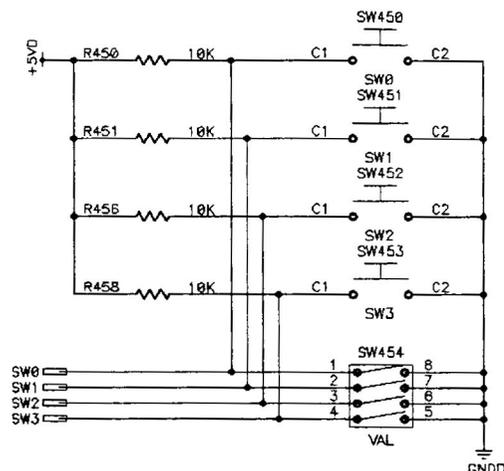 SW450
+5VD
R450 10K C1 C2
SW0
SW451
R451 10K C1 C2
SW1
SW452
R456 10K C1 C2
SW2
SW453
R458 10K C1 C2
SW3
SW454
SW0 1 8
SW1 2 7
SW2 3 6
SW3 4 5
VAL
GNDD